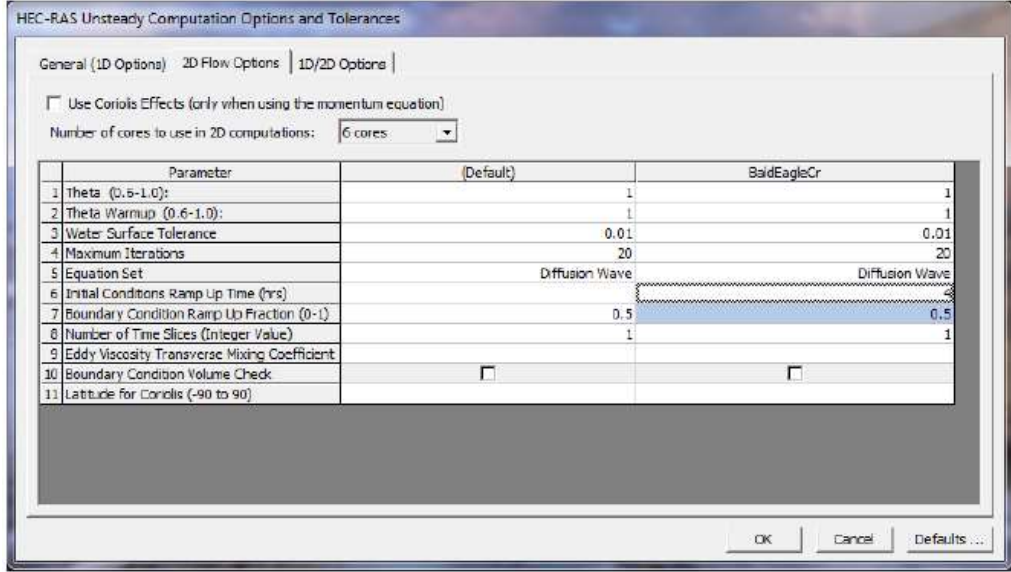 HEC-RAS Unsteady Computation Options and Tolerances
General (1D Options) 2D Flow Options 1D/2D Options
Use Coriolis Effects (only when using the momentum equation)
Number of cores to use in 2D computations: 6 cores
Parameter (Default) BaldEagleCr
1 Theta (0.6-1.0): 1 1
2 Theta Warmup (0.6-1.0): 1 1
3 Water Surface Tolerance 0.01 0.01
4 Maximum Iterations 20 20
5 Equation Set Diffusion Wave Diffusion Wave
6 Initial Conditions Ramp Up Time (hrs) 4
7 Boundary Condition Ramp Up Fraction (0-1) 0.5 0.5
8 Number of Time Slices (Integer Value) 1 1
9 Eddy Viscosity Transverse Mixing Coefficient
10 Boundary Condition Volume Check
11 Latitude for Coriolis (-90 to 90)
OK Cancel Defaults ...